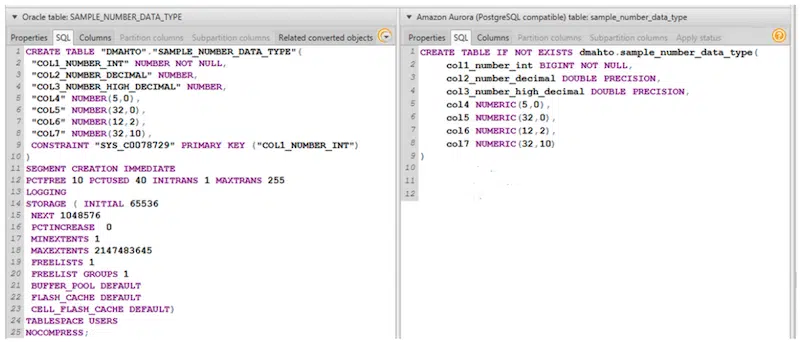 Oracle table: SAMPLE_NUMBER_DATA_TYPE
Properties SQL Columns Partition columns Subpartition columns Related converted objects
1 CREATE TABLE "DMAHTO"."SAMPLE_NUMBER_DATA_TYPE"(
2 "COL1_NUMBER_INT" NUMBER NOT NULL,
3 "COL2_NUMBER_DECIMAL" NUMBER,
4 "COL3_NUMBER_HIGH_DECIMAL" NUMBER,
5 "COL4" NUMBER(5,0),
6 "COL5" NUMBER(32,0),
7 "COL6" NUMBER(12,2),
8 "COL7" NUMBER(32,10),
9 CONSTRAINT "SYS_C0078729" PRIMARY KEY ("COL1_NUMBER_INT")
10 )
11 SEGMENT CREATION IMMEDIATE
12 PCTFREE 10 PCTUSED 40 INITRANS 1 MAXTRANS 255
13 LOGGING
14 STORAGE ( INITIAL 65536
15 NEXT 1048576
16 PCTINCREASE 0
17 MINEXTENTS 1
18 MAXEXTENTS 2147483645
19 FREELISTS 1
20 FREELIST GROUPS 1
21 BUFFER_POOL DEFAULT
22 FLASH_CACHE DEFAULT
23 CELL_FLASH_CACHE DEFAULT)
24 TABLESPACE USERS
25 NOCOMPRESS;
Amazon Aurora (PostgreSQL compatible) table: sample_number_data_type
Properties SQL Columns Partition columns Subpartition columns Apply status
1 CREATE TABLE IF NOT EXISTS dmahto.sample_number_data_type(
2 col1_number_int BIGINT NOT NULL,
3 col2_number_decimal DOUBLE PRECISION,
4 col3_number_high_decimal DOUBLE PRECISION,
5 col4 NUMERIC(5,0),
6 col5 NUMERIC(32,0),
7 col6 NUMERIC(12,2),
8 col7 NUMERIC(32,10)
9 )
10
11
12